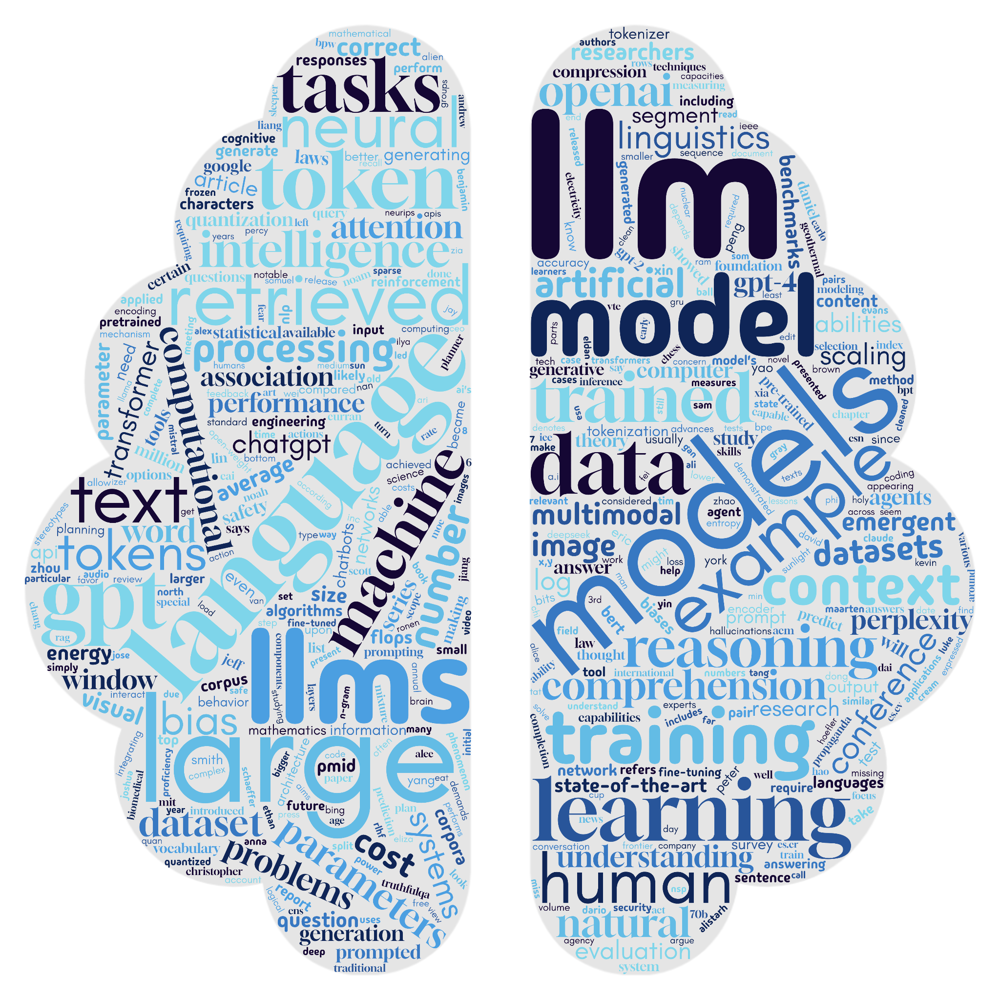 mathematical
bpw
correct
alien
responses
perform
tasks
groups
sleeper
andrew
liang
neural
cognitive
generate
laws
better
generating
recall
google
token
article
benjamin
frozen
characters
quantization
left
query
neurips
apis
attention
requiring
years
percy
intelligence
zia
certain
questions
notable
samuel
release
noam
sparse
done
reinforcement
retrieved
applied
encoding
pretrained
mechanism
fear
nlp
jay
meeting
alex
statistical
available
input
computing
ceo
processing
ilya
led
planner
humans
medium
sun
association
likely
old
feedback
art
wei
compared
nan
ari
ai's
performance
parameter
need
transformer
llama
complete
computational
tools
mistral
million
options
allow
izer
standard
engineering
curran
time
actions
chatgpt
open-weight
bottom
lin
cai
average
noah
safety
says
language
turn
rate
became
8
6
machine
achieved
science
costs
images
according
able
inc
networks
type
way
chatbots
scott
moe
number
text
get
stereotypes
planning
word
api
tokens
action
zhou
particular
audio
favor
review
larger
gpt
north
special
chang
rag
even
load
van
set
size
algorithms
step
fine-tuned
upon
series
book
scope
ronen
making
jiang
video
flops
prompting
small
list
present
energy
jose
simply
window
interact
jeff
corpus
safe
due
behavior
visual
llms
components
studying
layers
n-gram
mixture
annual
brain
bias
top
mathematics
information
many
large
integrating
joshua
biomedical
proficiency
smith
complex
schaeffer
bigger
architecture
aims
code
pmid
paper
often
alec
yang
eat
phenomenon
initial
demands
performs
mit
year
introduced
dataset
ethan
press
future
bing
age
prediction
plan
rlhf
eliza
systems
corpora
quan
vocabulary
anna
quantized
christopher
account
problems
parameters
split
cost
power
truthfulqa
look
free
view
logical
report
cns
question
uses
generation
deep
prompted
traditional
tokenizer
authors
researchers
rows
techniques
compression
capacities
openai
measuring
including
segment
read
end
released
linguistics
ieee
smaller
sequence
document
llm
electricity
know
generated
clean
gpt-2
nuclear
depends
required
peng
benchmarks
daniel
carlo
geothermal
accuracy
learners
showed
ram
som
foundation
xin
artificial
ball
gpt-4
least
pairs
modeling
content
evans
abilities
model
vte
gru
parts
early
eldan
edit
chess
selection
index
scaling
tech
case
transformers
concern
model's
novel
brown
generative
say
computer
yao
presented
method
bpt
cases
inference
measures
trained
usa
still
sam
xia
state
capable
pre-trained
chapter
cleaned
denotes
tokenization
advances
tests
bpe
7
ice
make
theory
usually
study
skills
csn
since
data
a.i
fei
gan
ali
lower
models
gray
texts
demonstrated
lessons
example
phi
coding
appearing
holy
agents
across
seem
relevant
considered
tim
zhao
agent
entropy
multimodal
emergent
deepseek
eric
image
x,y
work
answer
might
loss
help
york
david
sunlight
claude
datasets
kevin
various
around
log
bits
chi
man
3rd
bert
biases
yin
min
context
encoder
prompt
maarten
answers
date
find
predict
perplexity
field
law
thought
hallucinations
acm
alice
ability
reasoning
will
luke
expressed
applications
cream
conference
cs.cv
tool
international
numbers
tang
dai
dong
tat
comprehension
output
similar
understand
solve
experts
capabilities
includes
far
pair
research
completion
training
hoefler
propaganda
test
network
refers
fine-tuning
peter
well
hao
missing
state-of-the-art
require
languages
cup
focus
learning
news
day
take
conversation
frontier
company
survey
cs.cr
train
understanding
answering
sentence
call
human
nsp
miss
volume
dario
security
act
70b
alistarh
natural
agency
argue
evaluation
system